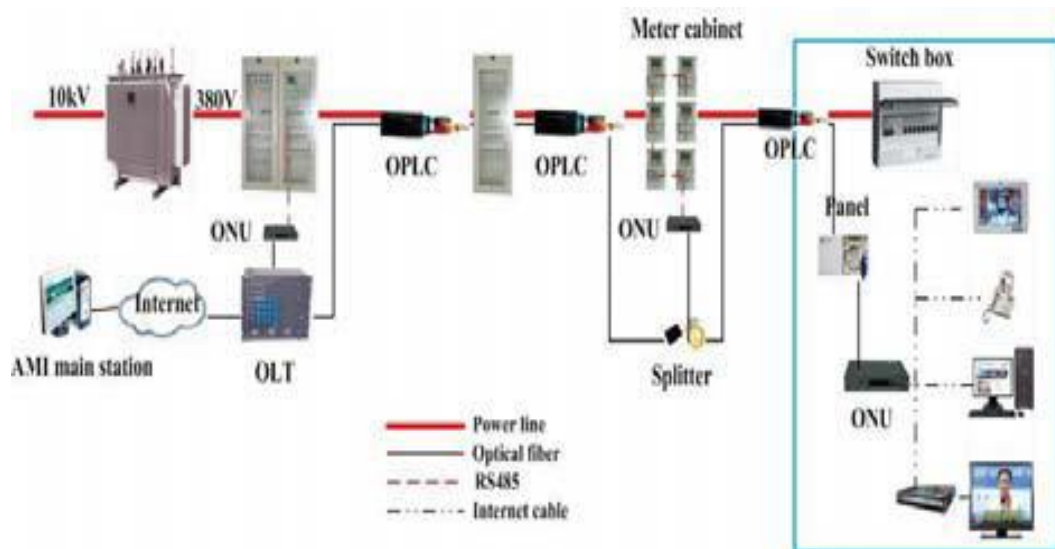 Meter cabinet
Switch box
10kV
380V
OPLC
OPLC
OPLC
ONU
ONU
Panel
Internet
AMI main station
OLT
Splitter
ONU
Power line
Optical fiber
RS485
Internet cable